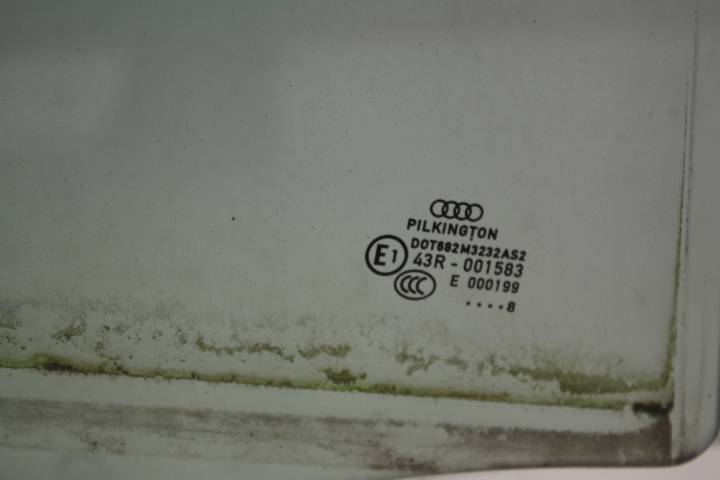 PILKINGTON
DOT682M3232AS2
E1 43R - 001583
CCC E 000199
....8